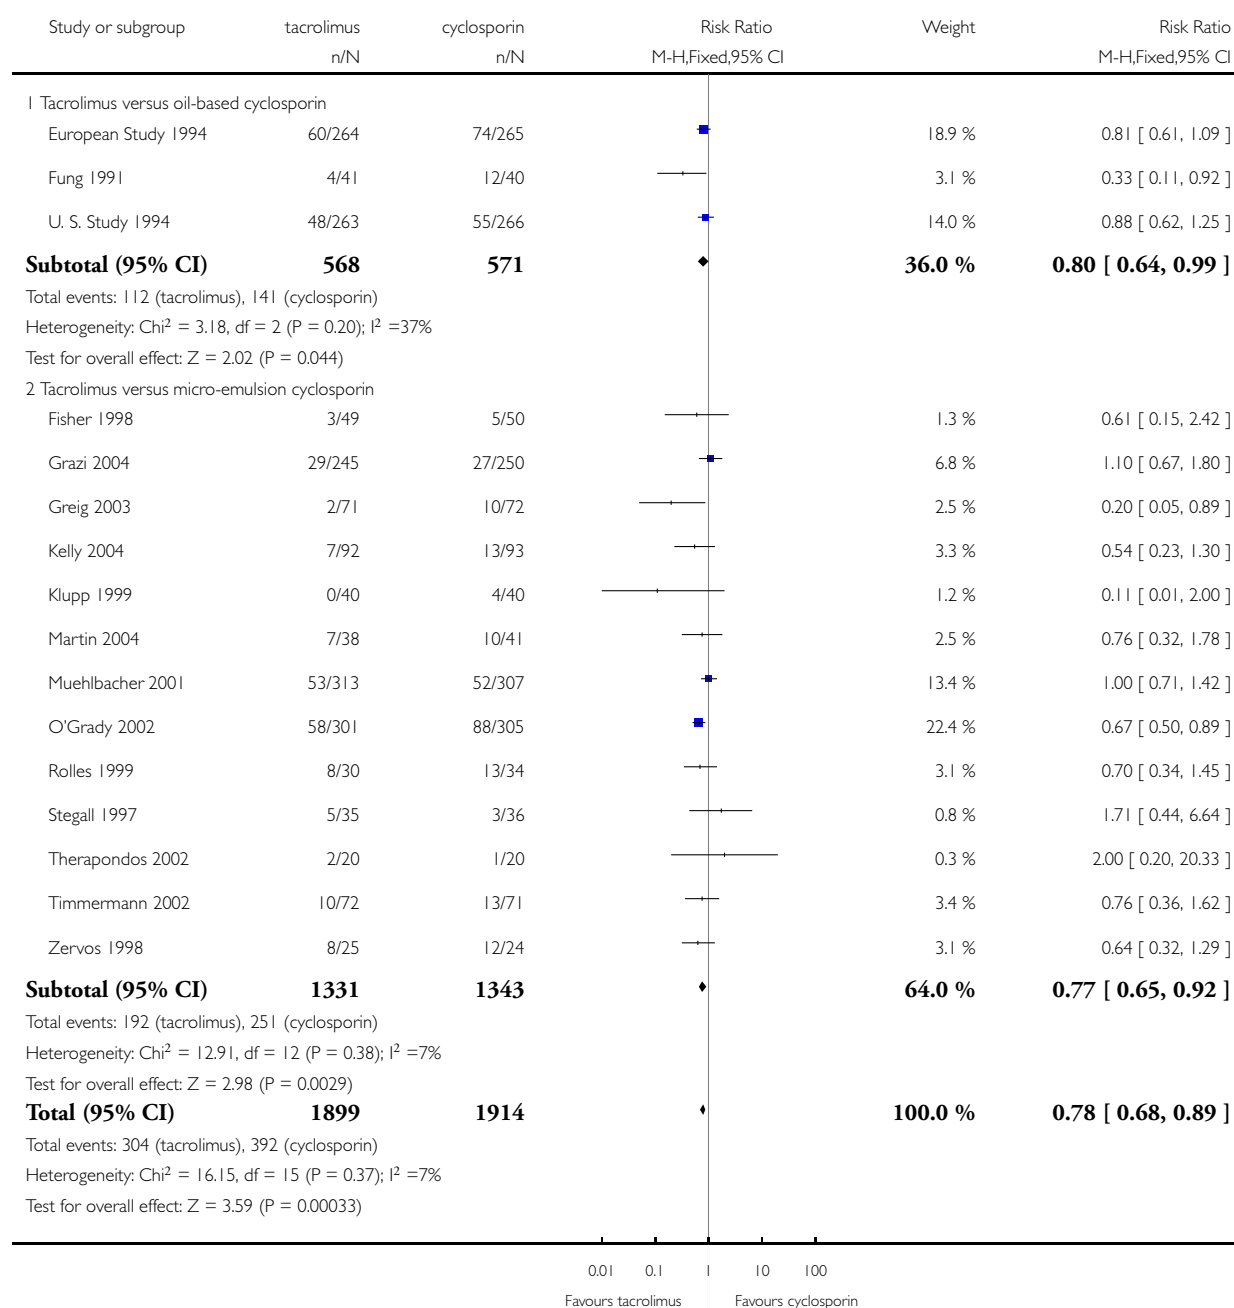 Study or subgroup tacrolimus cyclosporin Risk Ratio Weight Risk Ratio
n/N n/N M-H,Fixed,95% CI M-H,Fixed,95% CI
1 Tacrolimus versus oil-based cyclosporin
European Study 1994 60/264 74/265 18.9 % 0.81 [ 0.61, 1.09 ]
Fung 1991 4/41 12/40 3.1 % 0.33 [ 0.11, 0.92 ]
U. S. Study 1994 48/263 55/266 14.0 % 0.88 [ 0.62, 1.25 ]
Subtotal (95% CI) 568 571 36.0 % 0.80 [ 0.64, 0.99 ]
Total events: 112 (tacrolimus), 141 (cyclosporin)
Heterogeneity: Chi² = 3.18, df = 2 (P = 0.20); I² =37%
Test for overall effect: Z = 2.02 (P = 0.044)
2 Tacrolimus versus micro-emulsion cyclosporin
Fisher 1998 3/49 5/50 1.3 % 0.61 [ 0.15, 2.42 ]
Grazi 2004 29/245 27/250 6.8 % 1.10 [ 0.67, 1.80 ]
Greig 2003 2/71 10/72 2.5 % 0.20 [ 0.05, 0.89 ]
Kelly 2004 7/92 13/93 3.3 % 0.54 [ 0.23, 1.30 ]
Klupp 1999 0/40 4/40 1.2 % 0.11 [ 0.01, 2.00 ]
Martin 2004 7/38 10/41 2.5 % 0.76 [ 0.32, 1.78 ]
Muehlbacher 2001 53/313 52/307 13.4 % 1.00 [ 0.71, 1.42 ]
O'Grady 2002 58/301 88/305 22.4 % 0.67 [ 0.50, 0.89 ]
Rolles 1999 8/30 13/34 3.1 % 0.70 [ 0.34, 1.45 ]
Stegall 1997 5/35 3/36 0.8 % 1.71 [ 0.44, 6.64 ]
Therapondos 2002 2/20 1/20 0.3 % 2.00 [ 0.20, 20.33 ]
Timmermann 2002 10/72 13/71 3.4 % 0.76 [ 0.36, 1.62 ]
Zervos 1998 8/25 12/24 3.1 % 0.64 [ 0.32, 1.29 ]
Subtotal (95% CI) 1331 1343 64.0 % 0.77 [ 0.65, 0.92 ]
Total events: 192 (tacrolimus), 251 (cyclosporin)
Heterogeneity: Chi² = 12.91, df = 12 (P = 0.38); I² =7%
Test for overall effect: Z = 2.98 (P = 0.0029)
Total (95% CI) 1899 1914 100.0 % 0.78 [ 0.68, 0.89 ]
Total events: 304 (tacrolimus), 392 (cyclosporin)
Heterogeneity: Chi² = 16.15, df = 15 (P = 0.37); I² =7%
Test for overall effect: Z = 3.59 (P = 0.00033)
0.01 0.1 1 10 100
Favours tacrolimus Favours cyclosporin